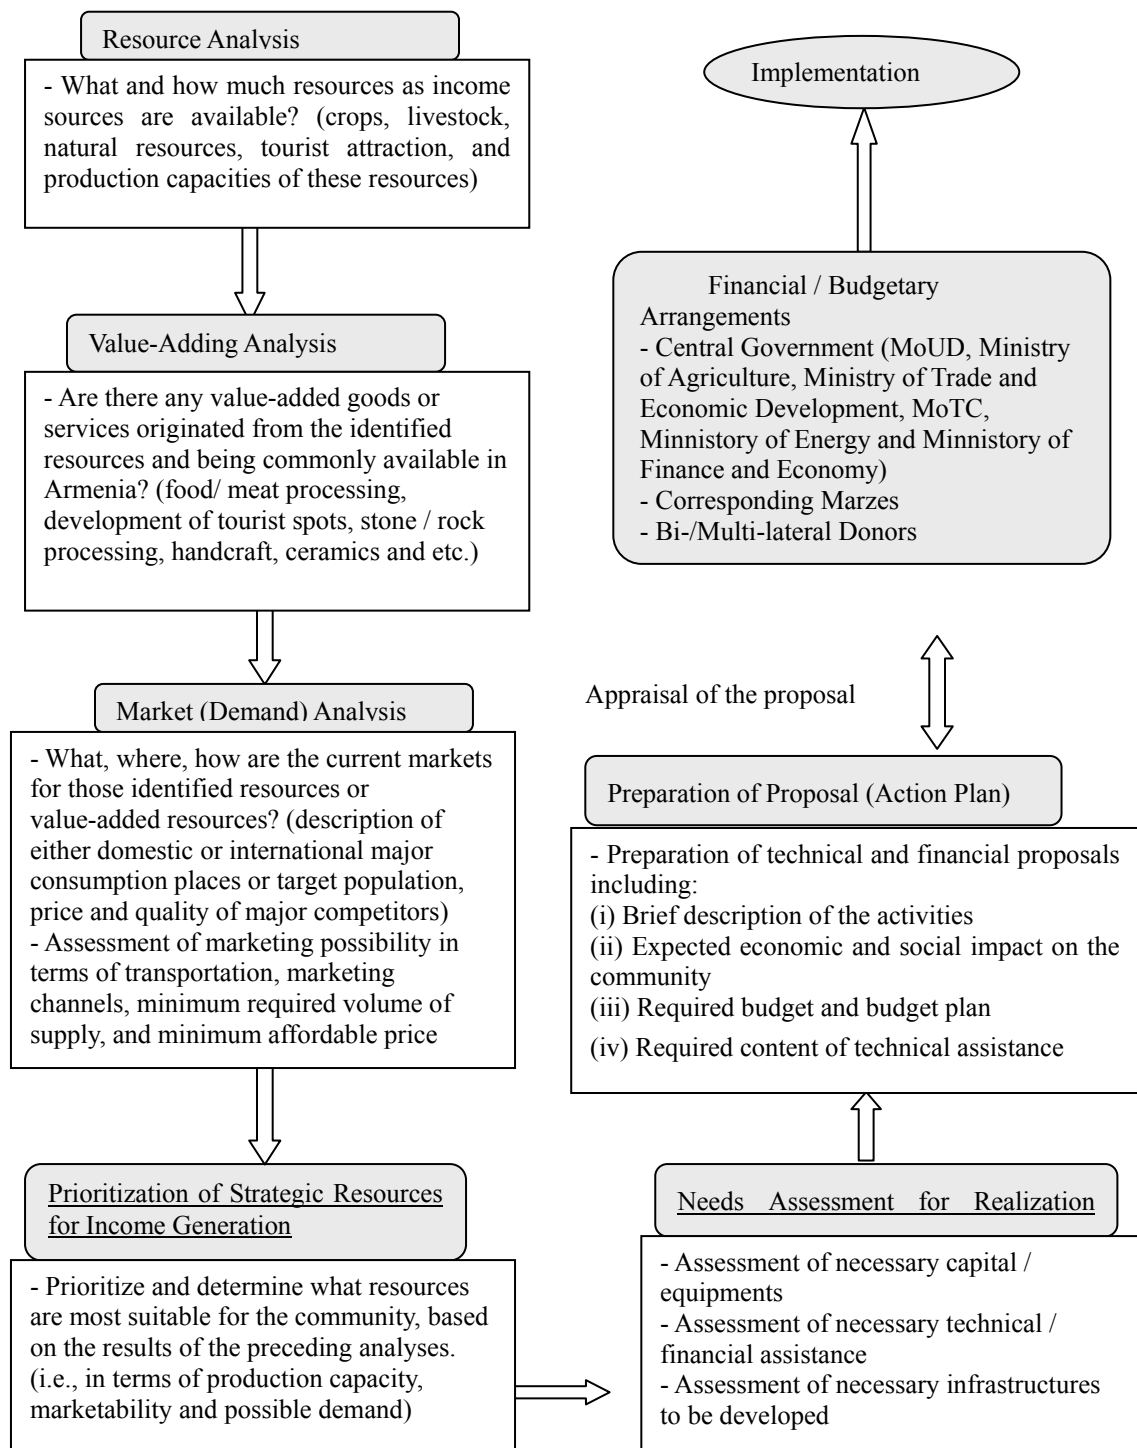 Resource Analysis
- What and how much resources as income
sources are available? (crops, livestock,
natural resources, tourist attraction, and
production capacities of these resources)
Value-Adding Analysis
- Are there any value-added goods or
services originated from the identified
resources and being commonly available in
Armenia? (food/ meat processing,
development of tourist spots, stone / rock
processing, handcraft, ceramics and etc.)
Market (Demand) Analysis
- What, where, how are the current markets
for those identified resources or
value-added resources? (description of
either domestic or international major
consumption places or target population,
price and quality of major competitors)
- Assessment of marketing possibility in
terms of transportation, marketing
channels, minimum required volume of
supply, and minimum affordable price
Prioritization of Strategic Resources
for Income Generation
- Prioritize and determine what resources
are most suitable for the community, based
on the results of the preceding analyses.
(i.e., in terms of production capacity,
marketability and possible demand)
Needs Assessment for Realization
- Assessment of necessary capital /
equipments
- Assessment of necessary technical /
financial assistance
- Assessment of necessary infrastructures
to be developed
Preparation of Proposal (Action Plan)
- Preparation of technical and financial proposals
including:
(i) Brief description of the activities
(ii) Expected economic and social impact on the
community
(iii) Required budget and budget plan
(iv) Required content of technical assistance
Appraisal of the proposal
Financial / Budgetary
Arrangements
- Central Government (MoUD, Ministry
of Agriculture, Ministry of Trade and
Economic Development, MoTC,
Minnistory of Energy and Minnistory of
Finance and Economy)
- Corresponding Marzes
- Bi-/Multi-lateral Donors
Implementation